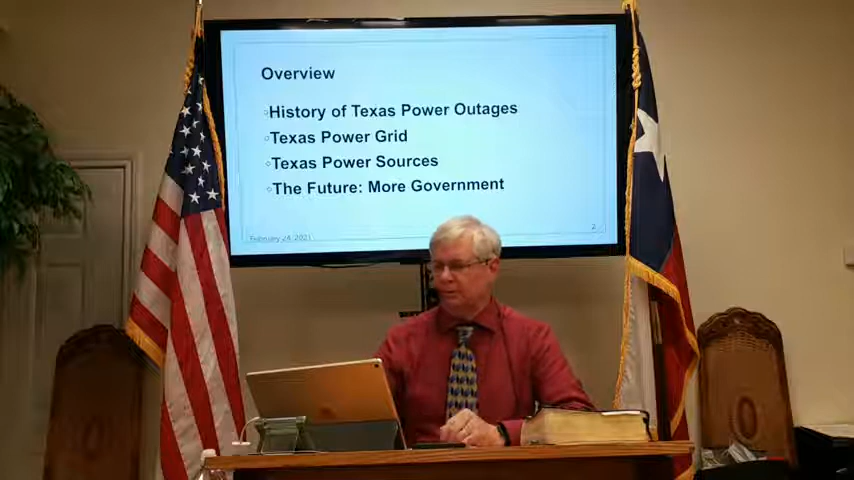 Overview
History of Texas Power Outages
Texas Power Grid
Texas Power Sources
The Future: More Government
February 24, 2021
2